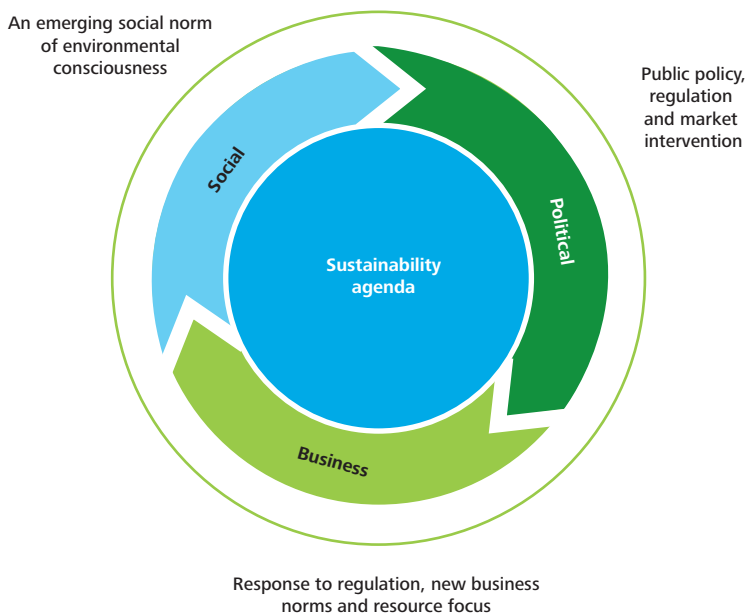 An emerging social norm
of environmental
consciousness
Public policy,
regulation
and market
intervention
Social
Political
Sustainability
agenda
Business
Response to regulation, new business
norms and resource focus